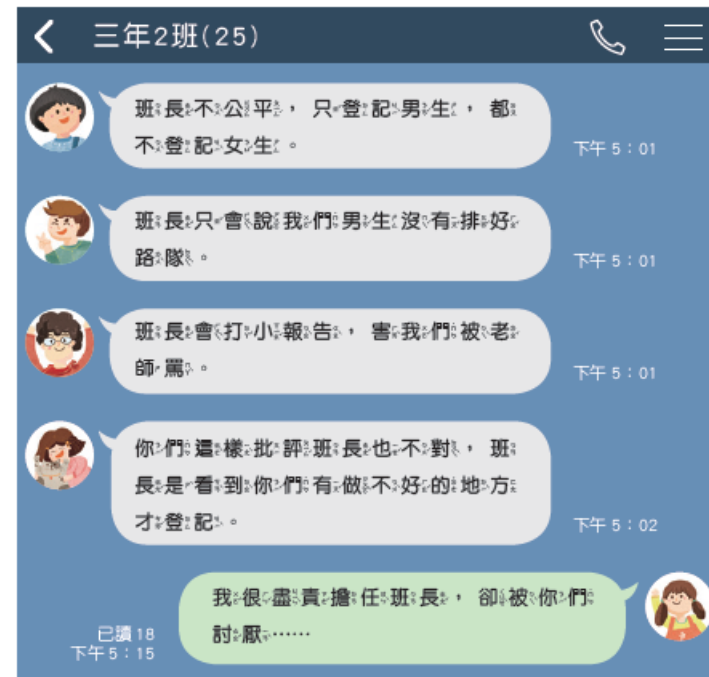 三年2班(25)
班長不公平，只登記男生，都
不登記女生。
下午 5：01
班長只會說我們男生沒有排好
路隊。
下午 5：01
班長會打小報告，害我們被老
師罵。
下午 5：01
你們這樣批評班長也不對，班
長是看到你們有做不好的地方
才登記。
下午 5：02
我很盡責擔任班長，卻被你們
討厭……
已讀 18
下午 5：15